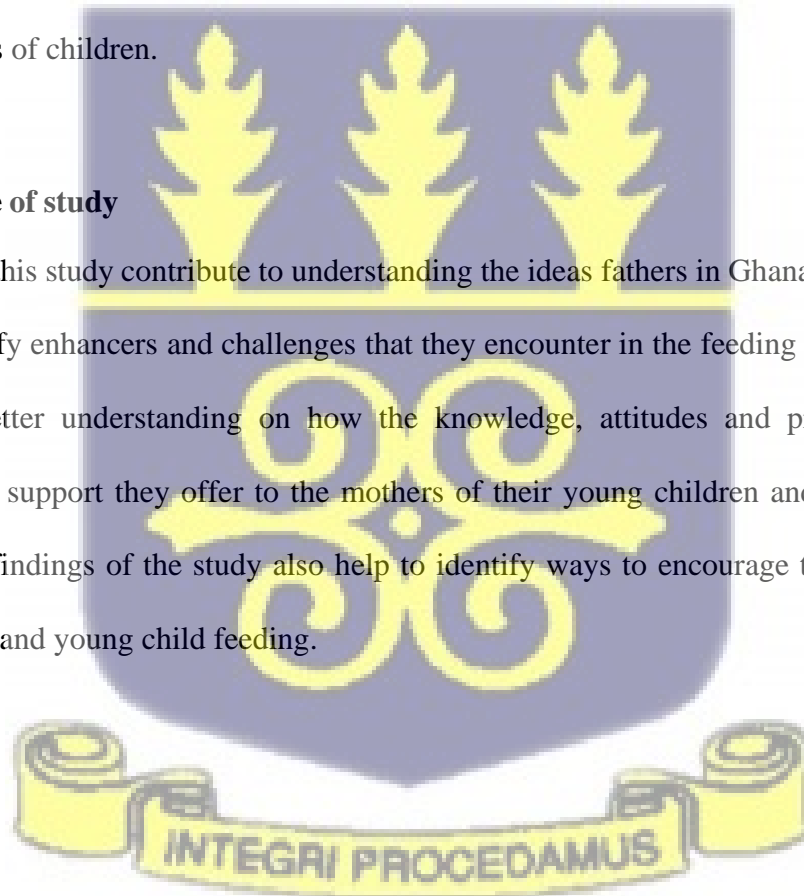 s of children.
e of study
his study contribute to understanding the ideas fathers in Ghana
fy enhancers and challenges that they encounter in the feeding
etter understanding on how the knowledge, attitudes and p
support they offer to the mothers of their young children and
findings of the study also help to identify ways to encourage t
and young child feeding.
INTEGRI PROCEDAMUS